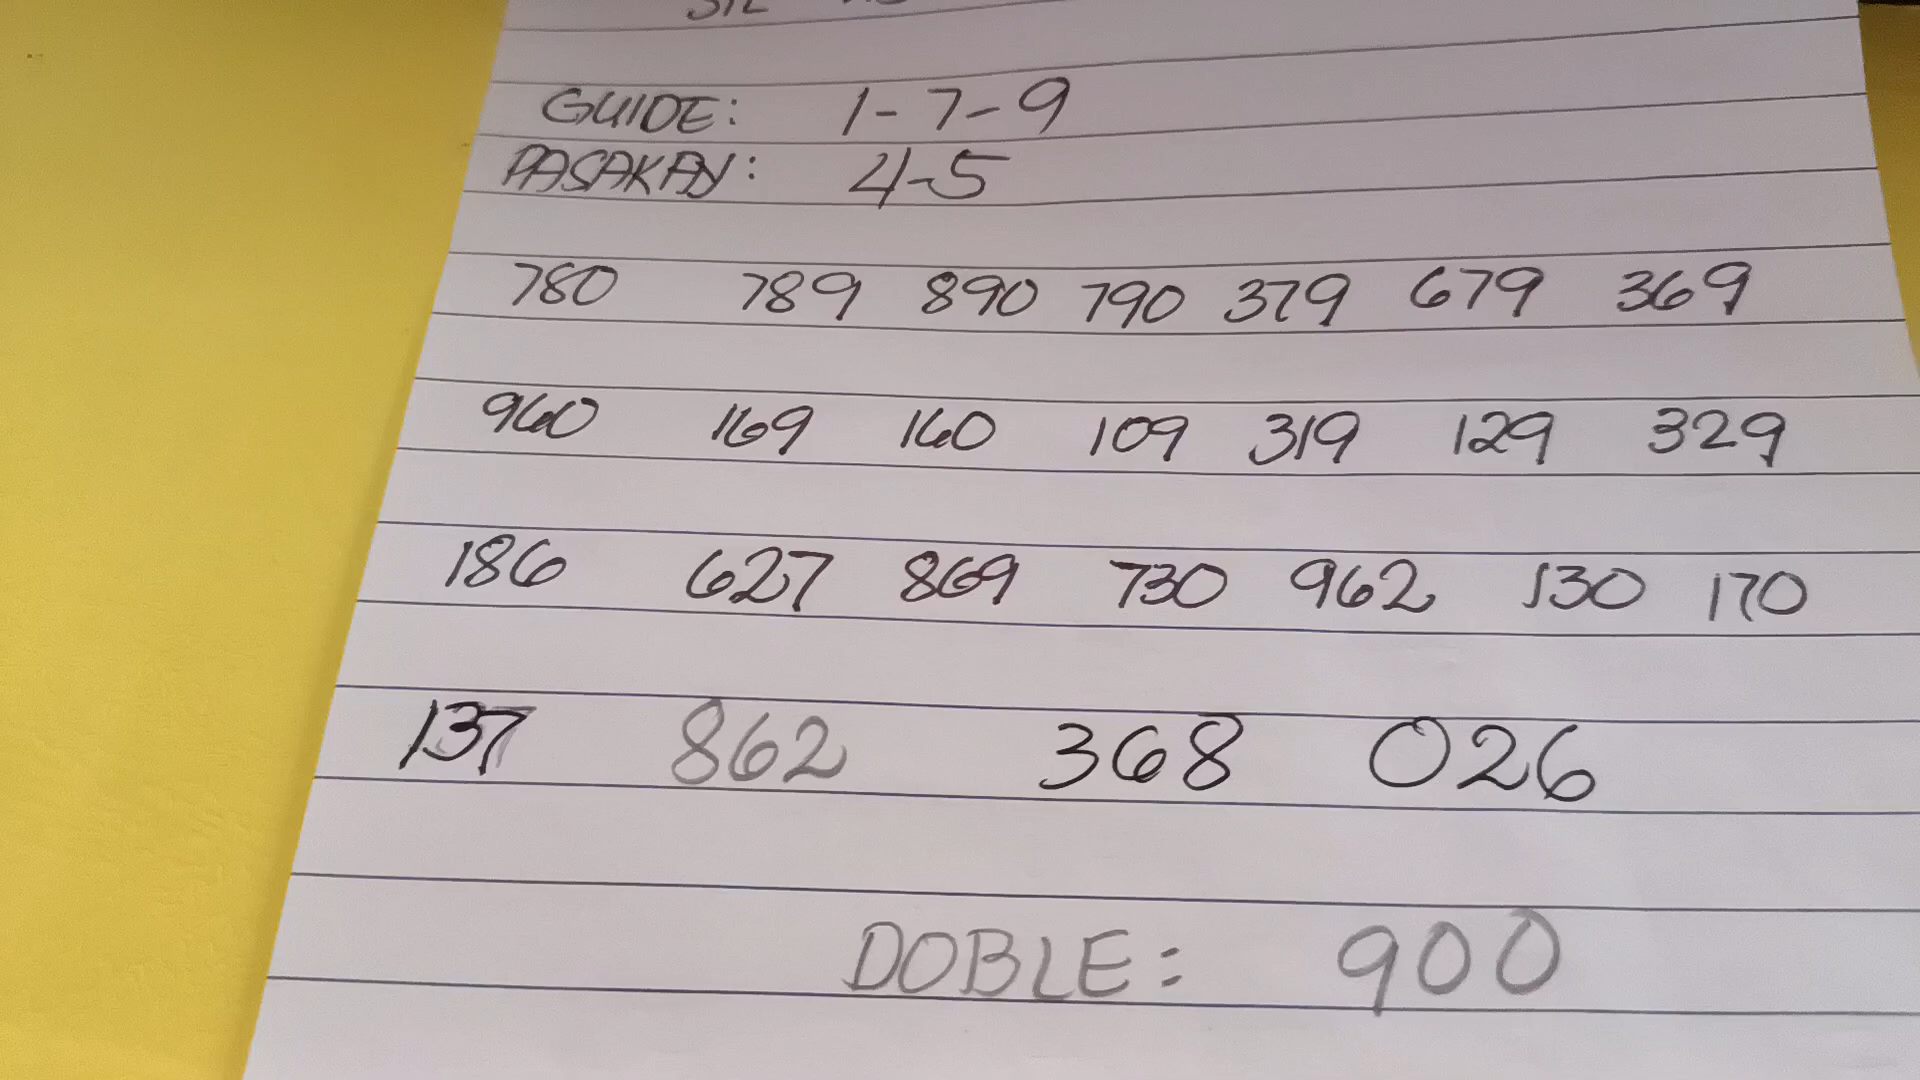 GUIDE: 1-7-9
PASAKAY: 4-5
780 789 890 790 379 679 369
960 169 160 109 319 129 329
186 627 869 730 962 130 170
137 862 368 026
DOBLE: 900